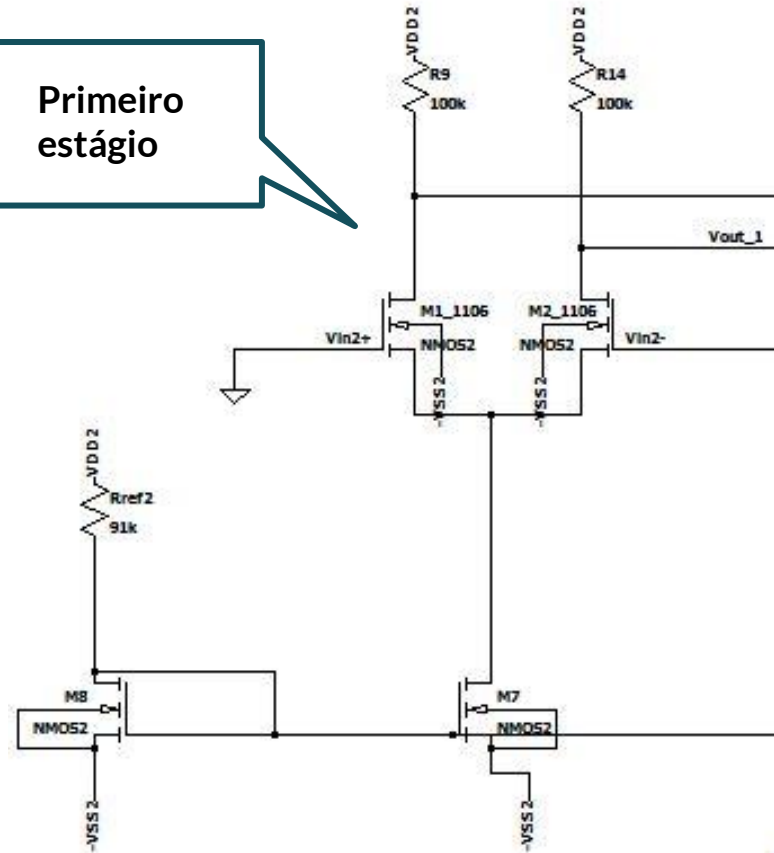 Primeiro
estágio
VDD2
R9
100k
VDD2
R14
100k
Vout_1
M1_1106
NMOS2
Vin2+
-VSS2
M2_1106
NMOS2
Vin2-
-VSS2
VDD2
Rref2
91k
M8
NMOS2
-VSS2
M7
NMOS2
-VSS2